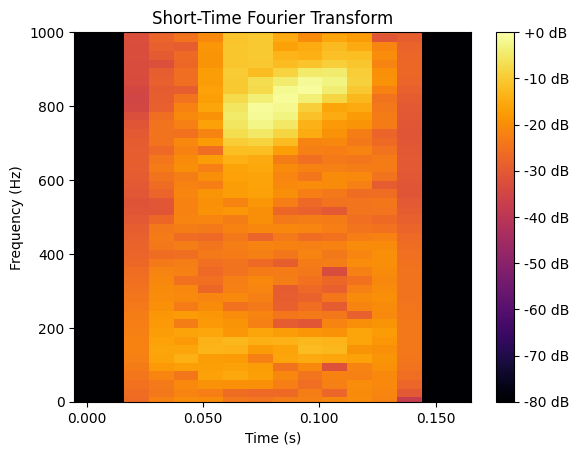 Short-Time Fourier Transform
1000
800
600
400
200
0
Frequency (Hz)
0.000
0.050
0.100
0.150
Time (s)
+0 dB
-10 dB
-20 dB
-30 dB
-40 dB
-50 dB
-60 dB
-70 dB
-80 dB